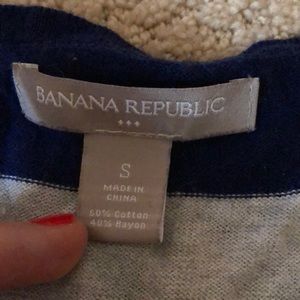 BANANA REPUBLIC
S
MADE IN
CHINA
60% Cotton
40% Rayon